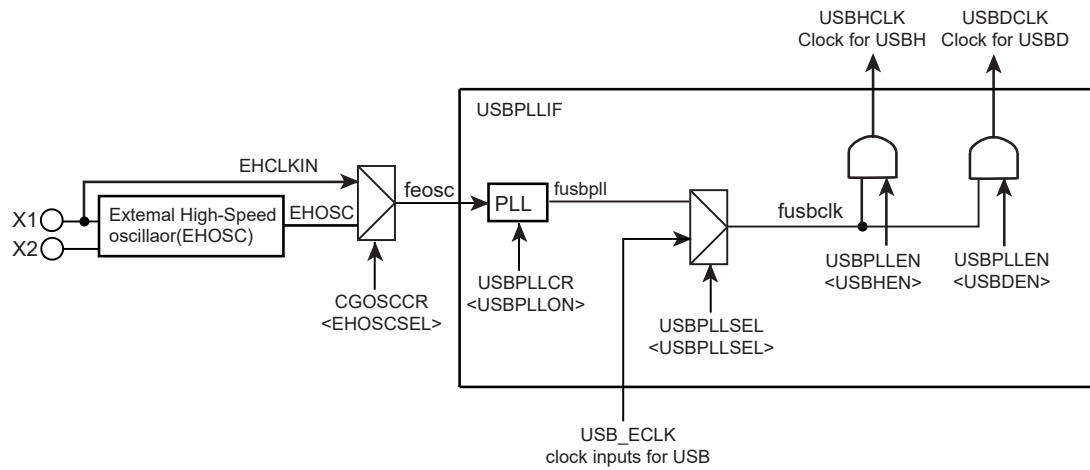 USBHCLK
Clock for USBH
USBDCLK
Clock for USBD
USBPLLIF
EHCLKIN
X1
X2
External High-Speed
oscillaor(EHOSC)
EHOSC
feosc
PLL
fusbpll
fusbclk
CGOSCCR
<EHOSCSEL>
USBPLLCR
<USBPLLON>
USBPLLSEL
<USBPLLSEL>
USBPLLEN
<USBHEN>
USBPLLEN
<USBDEN>
USB_ECLK
clock inputs for USB